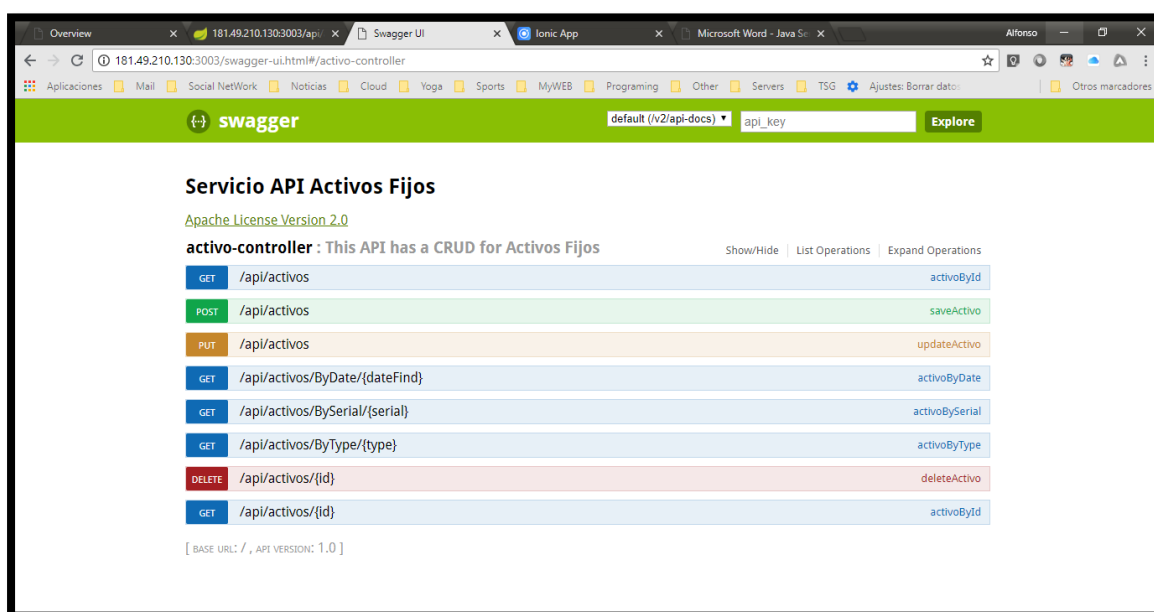 Overview 181.49.210.130:3003/api/ Swagger UI Ionic App Microsoft Word - Java Se Alfonso
181.49.210.130:3003/swagger-ui.html#/activo-controller
Aplicaciones Mail Social NetWork Noticias Cloud Yoga Sports MyWEB Programing Other Servers TSG Ajustes: Borrar datos Otros marcadores
swagger default (/v2/api-docs) api_key Explore
Servicio API Activos Fijos
Apache License Version 2.0
activo-controller : This API has a CRUD for Activos Fijos Show/Hide List Operations Expand Operations
GET /api/activos activoById
POST /api/activos saveActivo
PUT /api/activos updateActivo
GET /api/activos/ByDate/{dateFind} activoByDate
GET /api/activos/BySerial/{serial} activoBySerial
GET /api/activos/ByType/{type} activoByType
DELETE /api/activos/{id} deleteActivo
GET /api/activos/{id} activoById
[ BASE URL: / , API VERSION: 1.0 ]